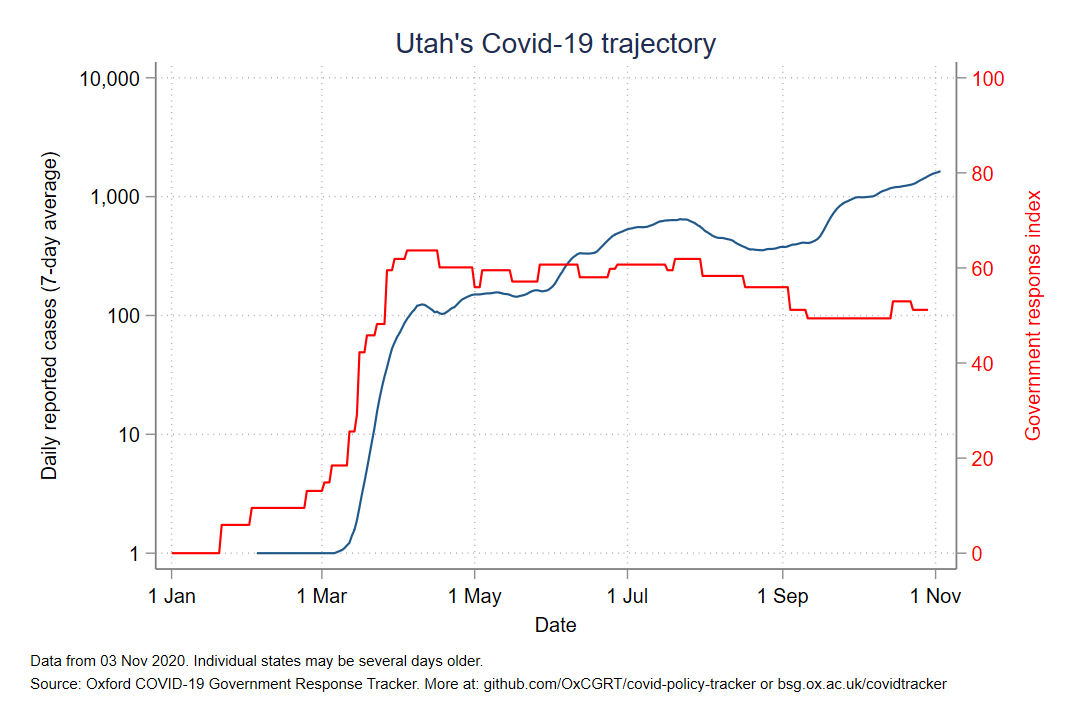 Utah's Covid-19 trajectory
10,000
1,000
100
10
1
Daily reported cases (7-day average)
100
80
60
40
20
0
Government response index
1 Jan
1 Mar
1 May
1 Jul
1 Sep
1 Nov
Date
Data from 03 Nov 2020. Individual states may be several days older.
Source: Oxford COVID-19 Government Response Tracker. More at: github.com/OxCGRT/covid-policy-tracker or bsg.ox.ac.uk/covidtracker